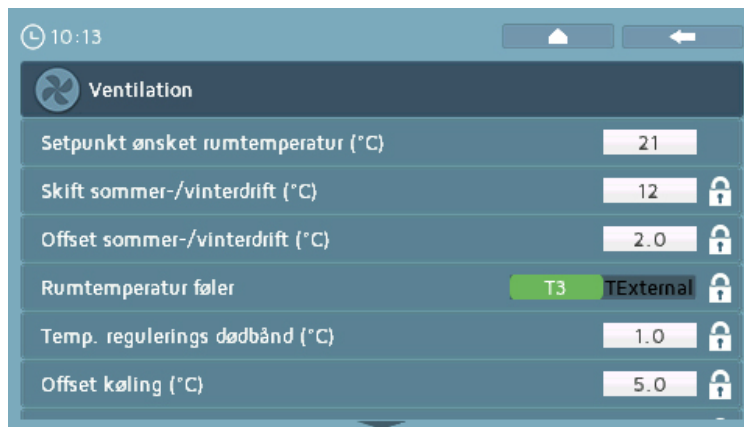 10:13
Ventilation
Setpunkt ønsket rumtemperatur (°C) 21
Skift sommer-/vinterdrift (°C) 12
Offset sommer-/vinterdrift (°C) 2.0
Rumtemperatur føler T3 TExternal
Temp. regulerings dødbånd (°C) 1.0
Offset køling (°C) 5.0